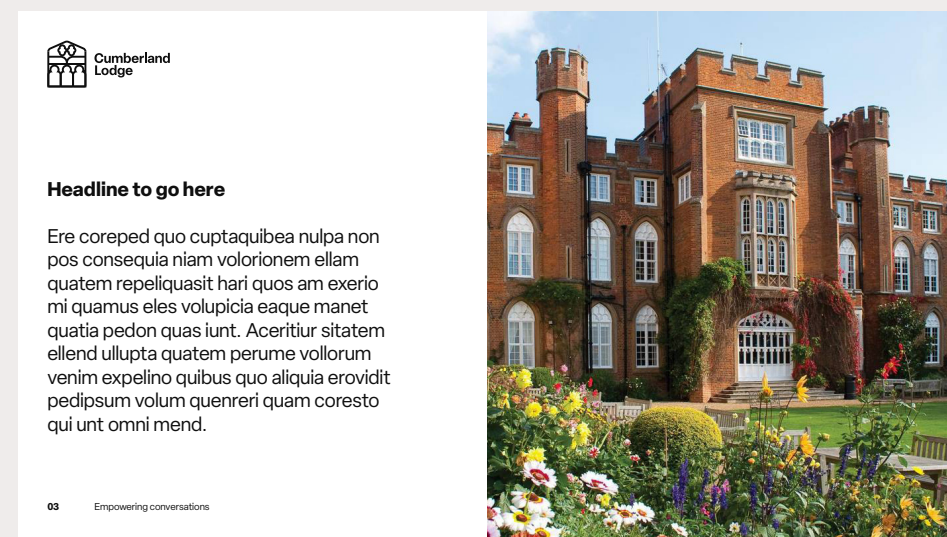 Cumberland
Lodge
Headline to go here
Ere coreped quo cuptaquibea nulpa non
pos consequia niam volorionem ellam
quatem repeliquasit hari quos am exerio
mi quamus eles volupicia eaque manet
quatia pedon quas iunt. Aceritiur sitatem
ellend ullupta quatem perume vollorum
venim expelino quibus quo aliquia erovidit
pedipsum volum quenreri quam coresto
qui unt omni mend.
03 Empowering conversations